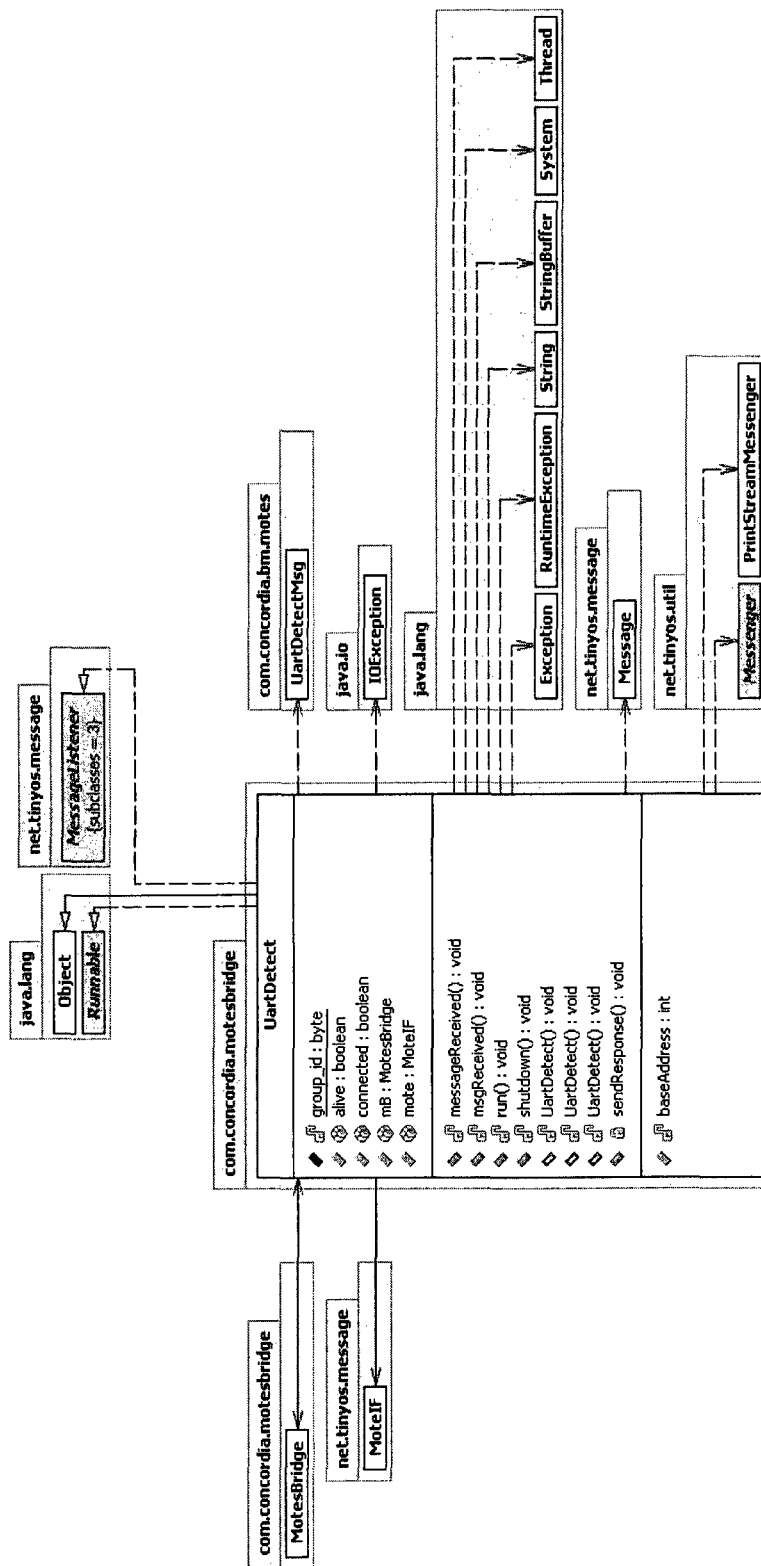 java.lang
Object
Runnable
net.tinyos.message
MessageListener
{subclasses = 3}
com.concordia.motesbridge
MotesBridge
net.tinyos.message
MoteIF
com.concordia.motesbridge
UartDetect
group_id : byte
alive : boolean
connected : boolean
mB : MotesBridge
mote : MoteIF
messageReceived() : void
msgReceived() : void
run() : void
shutdown() : void
UartDetect() : void
UartDetect() : void
UartDetect() : void
sendResponse() : void
baseAddress : int
com.concordia.bm.motes
UartDetectMsg
java.io
IOException
java.lang
Exception
RuntimeException
String
StringBuffer
System
Thread
net.tinyos.message
Message
net.tinyos.util
Messenger
PrintStreamMessenger